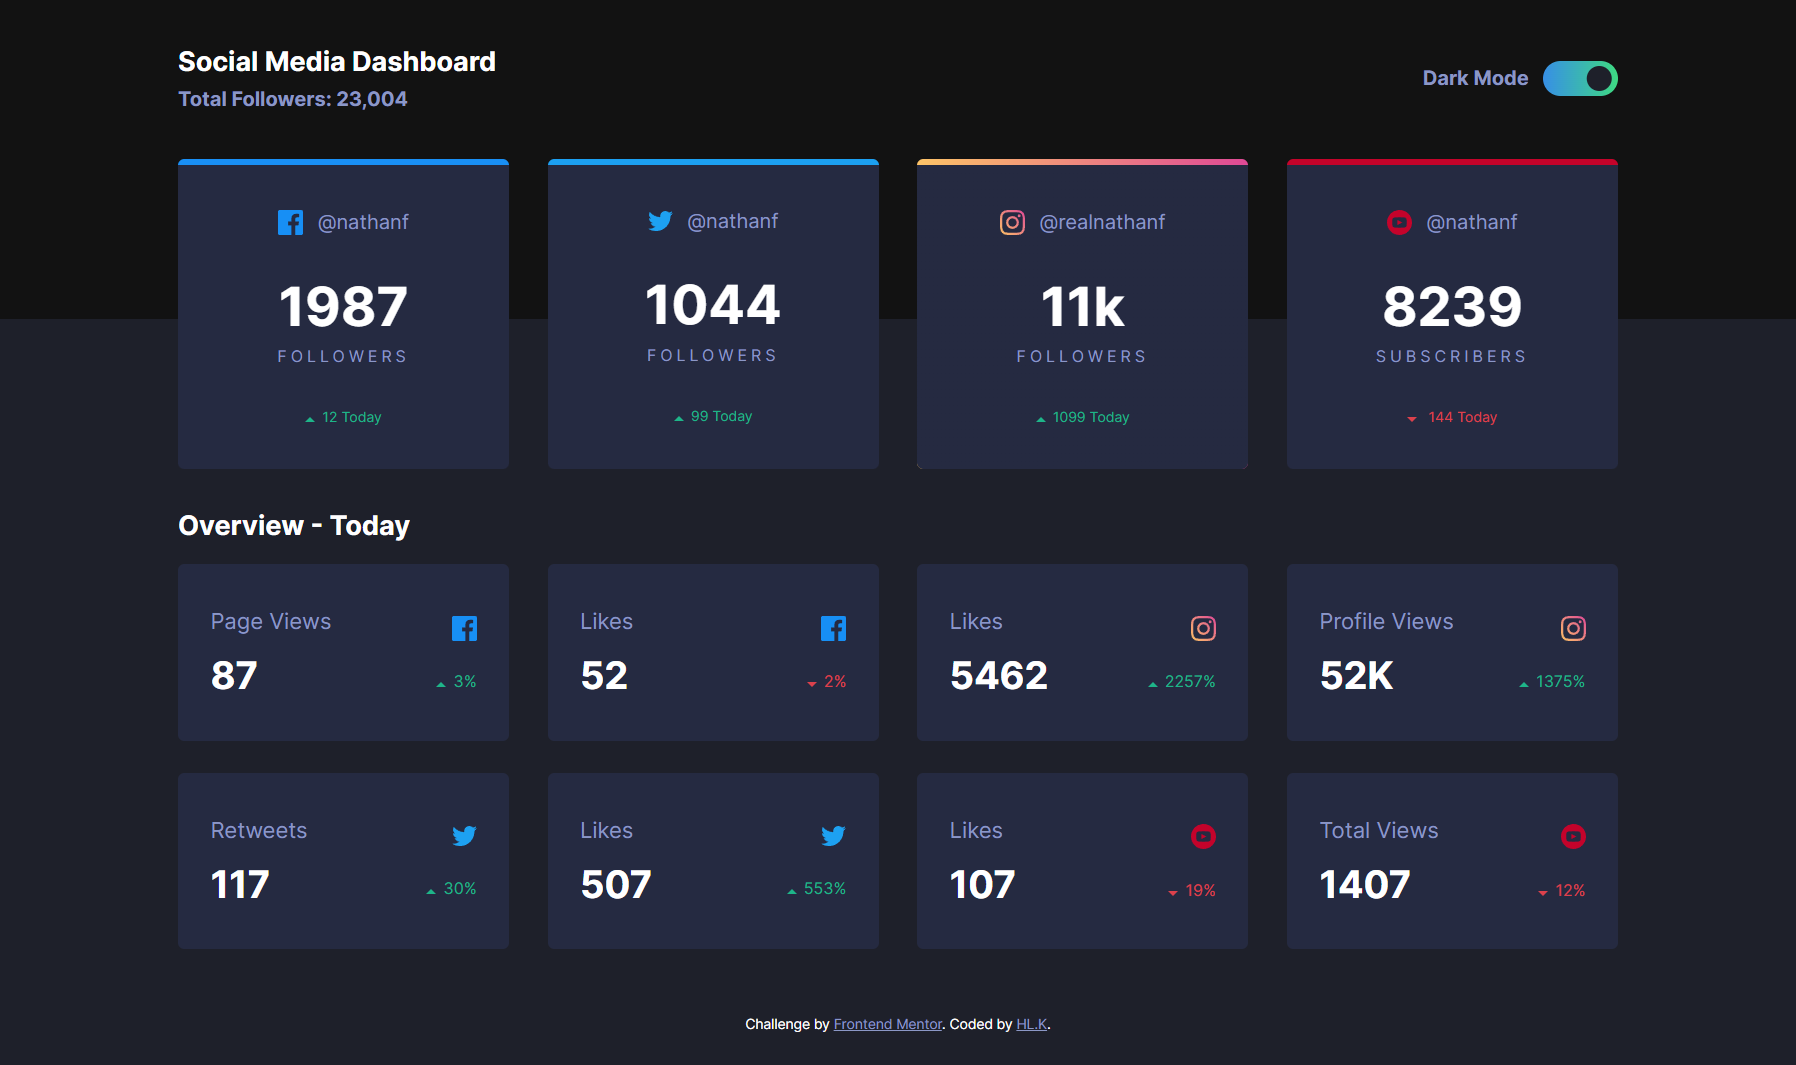 Social Media Dashboard
Total Followers: 23,004
Dark Mode
@nathanf
1987
FOLLOWERS
12 Today
@nathanf
1044
FOLLOWERS
99 Today
@realnathanf
11k
FOLLOWERS
1099 Today
@nathanf
8239
SUBSCRIBERS
144 Today
Overview - Today
Page Views
87
3%
Likes
52
2%
Likes
5462
2257%
Profile Views
52K
1375%
Retweets
117
30%
Likes
507
553%
Likes
107
19%
Total Views
1407
12%
Challenge by Frontend Mentor. Coded by HL.K.